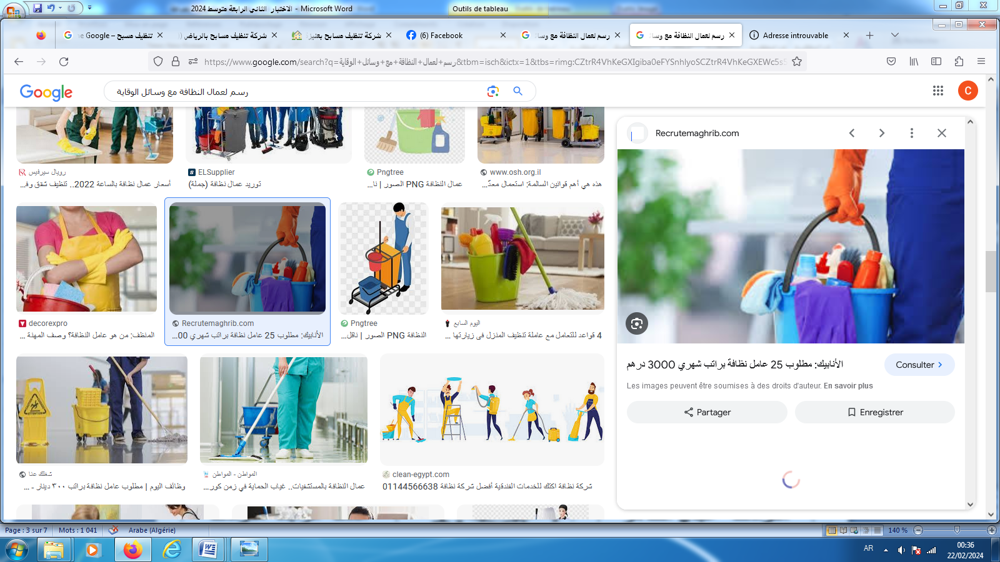 الاختبار الثاني الرابعة متوسط 2024 - Microsoft Word
Outils de tableau
تنظيف مسبح – Google
شركة تنظيف مسابح بالرياض
شركة تنظيف مسابح بعنيزة
(6) Facebook
رسم لعمال النظافة مع وسائ
رسم لعمال النظافة مع وسائ
Adresse introuvable
https://www.google.com/search?q=رسم+لعمال+النظافة+مع+وسائل+الوقاية&tbm=isch&ictx=1&tbs=rimg:CZtrR4VhKeGXIgiba0eFYSnhlyoSCZtrR4VhKeGXEWc5sS
Google
رسم لعمال النظافة مع وسائل الوقاية
C
رويال سيرفيس
أسعار عمال نظافة بالساعة 2022.. تنظيف شقق وف...
ELSupplier
توريد عمال نظافة (جملة)
Pngtree
عمال النظافة PNG الصور | نا...
www.osh.org.il
هذه هي أهم قوانين السالمة: استعمال معدّ...
Recrutemaghrib.com
decorexpro
المنظف: من هو عامل النظافة؟ وصف المهنة ...
Recrutemaghrib.com
الأنابيك: مطلوب 25 عامل نظافة براتب شهري 00...
Pngtree
النظافة PNG الصور | ناقل...
اليوم السابع
4 قواعد للتعامل مع عاملة تنظيف المنزل فى زيارتها ...
الأنابيك: مطلوب 25 عامل نظافة براتب شهري 3000 درهم
Consulter
Les images peuvent être soumises à des droits d'auteur. En savoir plus
Partager
Enregistrer
ATTENTION
شغلك عنا
وظائف اليوم | مطلوب عامل نظافة براتب ٣٠٠ دينار ـ ...
المواطن - المواطن
عمال النظافة بالمستشفيات.. غياب الحماية في زمن كور...
clean-egypt.com
شركة نظافة اكتك للخدمات الفندقية أفضل شركة نظافة 01144566638
Page : 3 sur 7
Mots : 1 041
Arabe (Algérie)
140 %
AR
00:36
22/02/2024